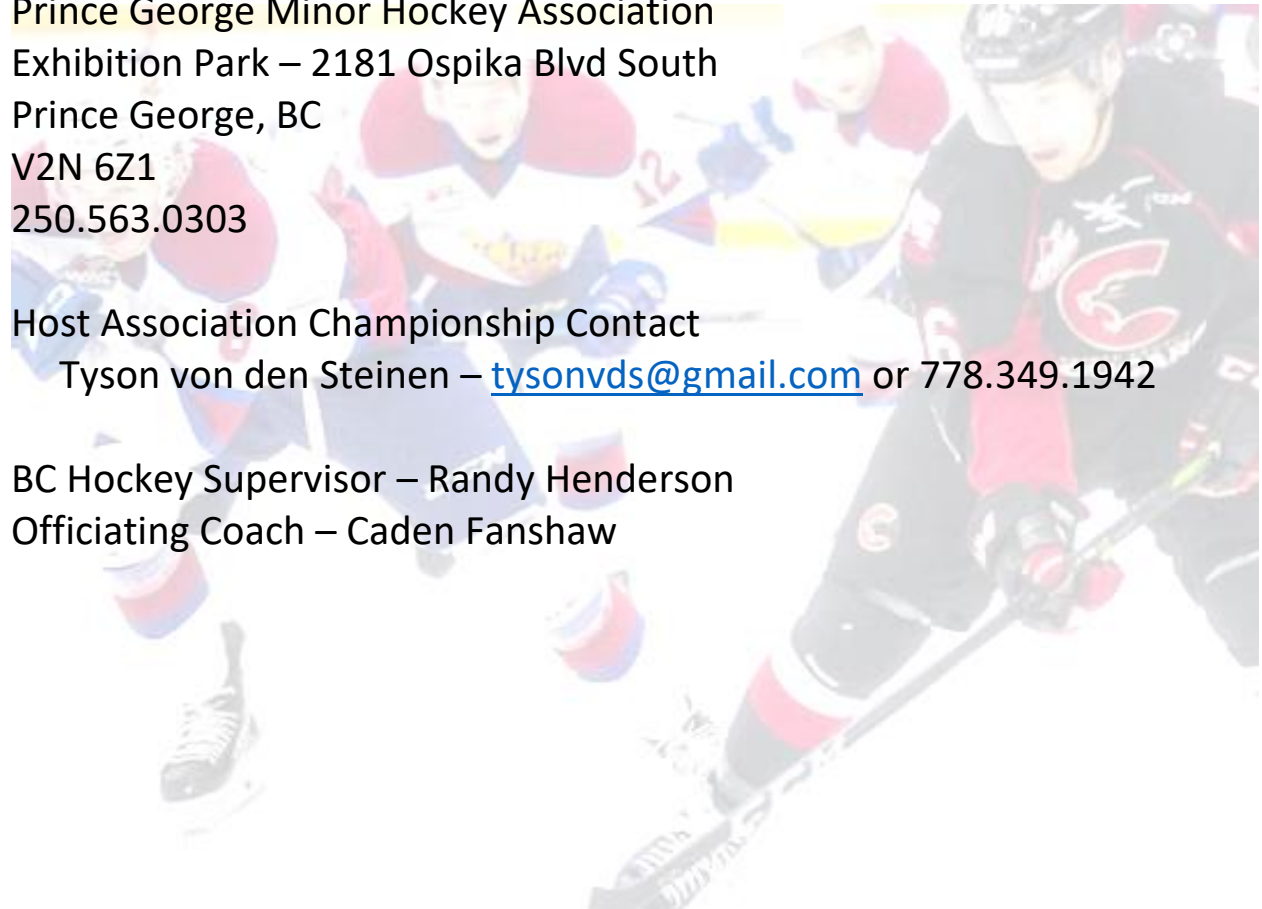 Prince George Minor Hockey Association
Exhibition Park – 2181 Ospika Blvd South
Prince George, BC
V2N 6Z1
250.563.0303
Host Association Championship Contact
Tyson von den Steinen – tysonvds@gmail.com or 778.349.1942
BC Hockey Supervisor – Randy Henderson
Officiating Coach – Caden Fanshaw
12